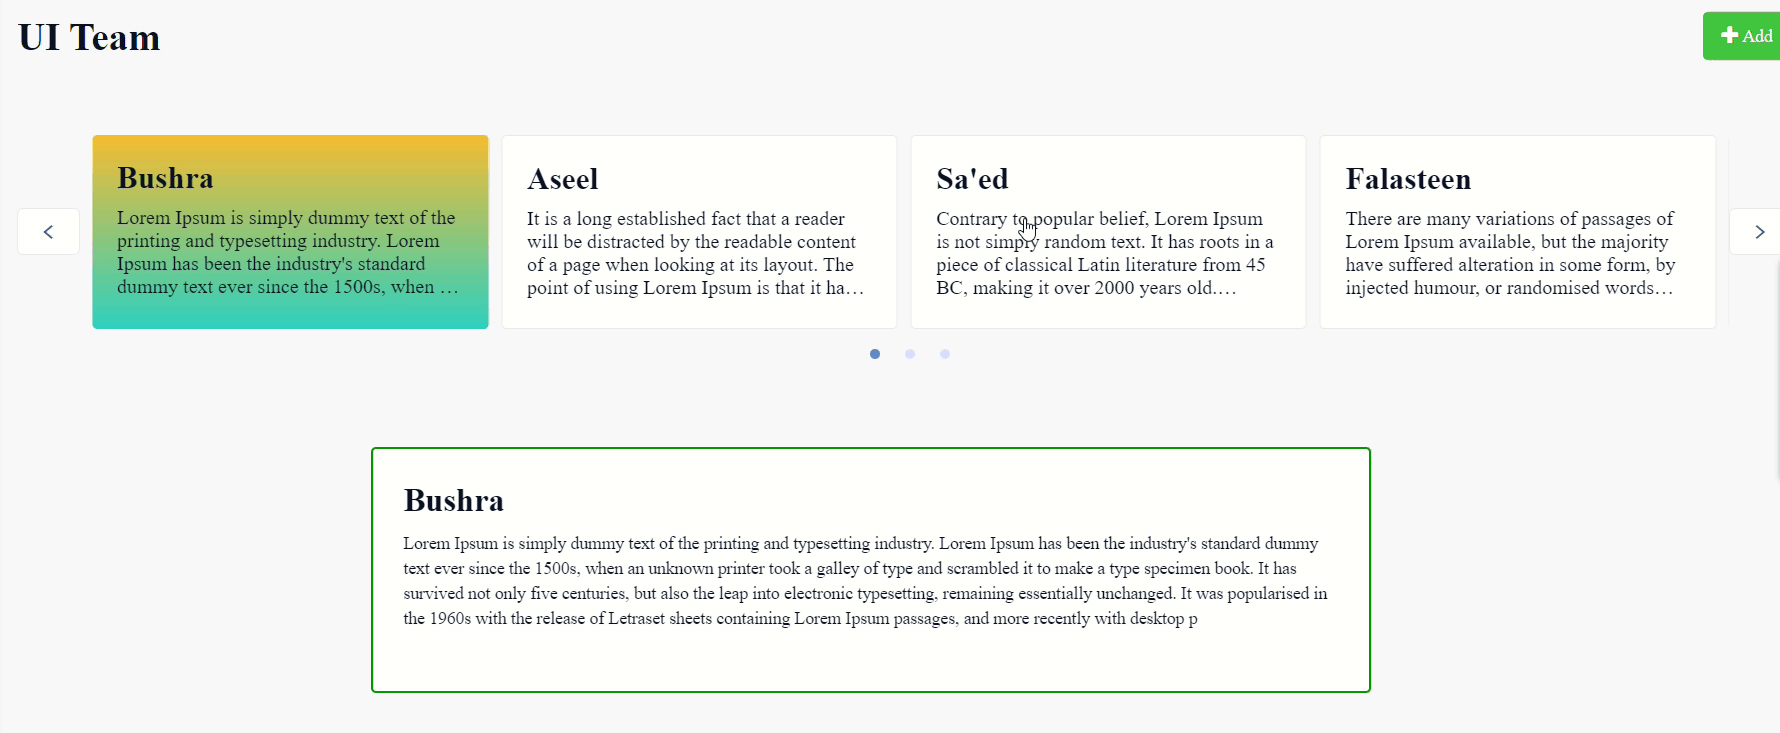 UI Team
Add
Bushra
Lorem Ipsum is simply dummy text of the
printing and typesetting industry. Lorem
Ipsum has been the industry's standard
dummy text ever since the 1500s, when …
Aseel
It is a long established fact that a reader
will be distracted by the readable content
of a page when looking at its layout. The
point of using Lorem Ipsum is that it ha…
Sa'ed
Contrary to popular belief, Lorem Ipsum
is not simply random text. It has roots in a
piece of classical Latin literature from 45
BC, making it over 2000 years old.…
Falasteen
There are many variations of passages of
Lorem Ipsum available, but the majority
have suffered alteration in some form, by
injected humour, or randomised words…
Bushra
Lorem Ipsum is simply dummy text of the printing and typesetting industry. Lorem Ipsum has been the industry's standard dummy
text ever since the 1500s, when an unknown printer took a galley of type and scrambled it to make a type specimen book. It has
survived not only five centuries, but also the leap into electronic typesetting, remaining essentially unchanged. It was popularised in
the 1960s with the release of Letraset sheets containing Lorem Ipsum passages, and more recently with desktop p